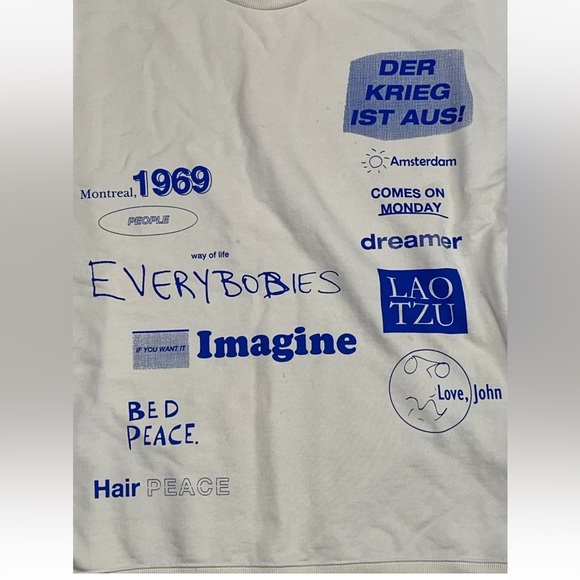 DER
KRIEG
IST AUS!
Amsterdam
COMES ON
MONDAY
dreamer
LAO
TZU
Love, John
Montreal, 1969
PEOPLE
way of life
EVERYBOBIES
IF YOU WANT IT
Imagine
BED
PEACE.
Hair PEACE